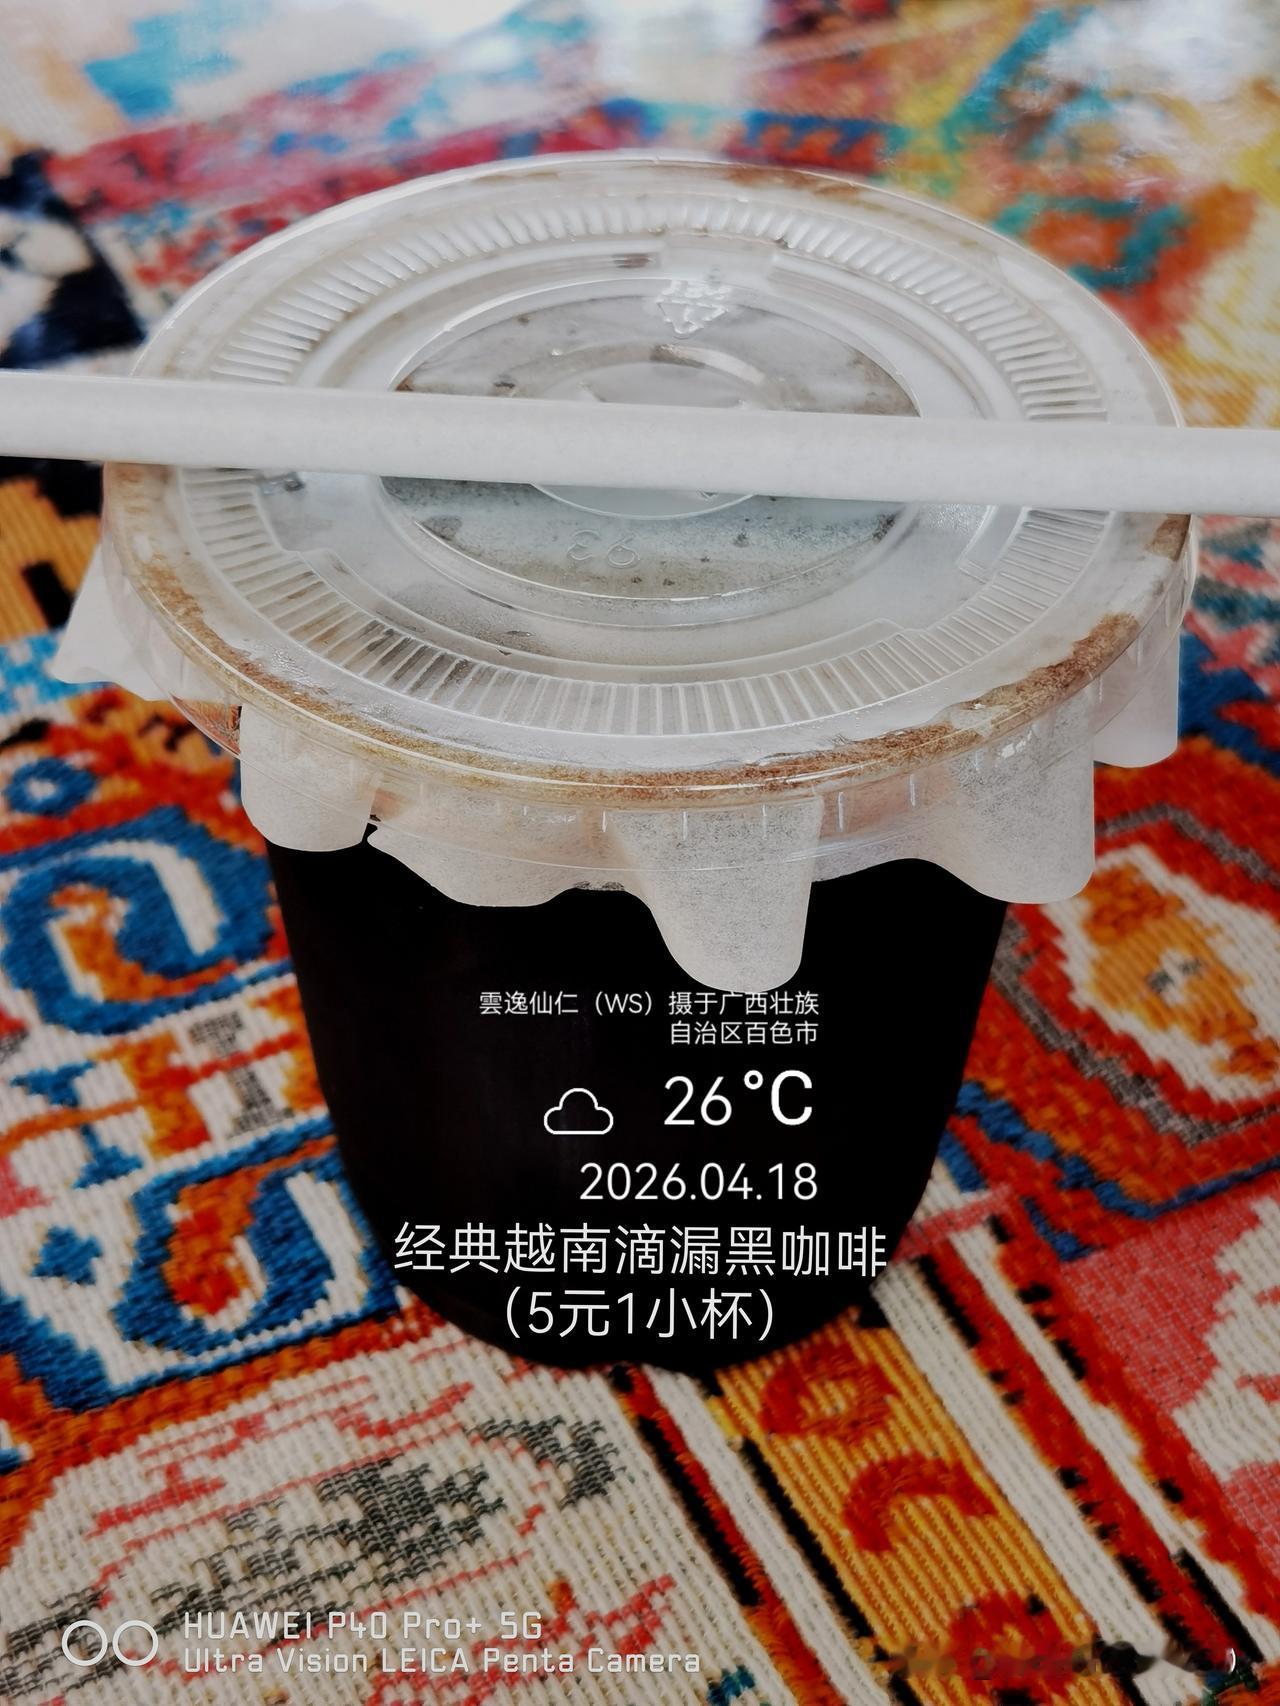 36
雲逸仙仁（WS）摄于广西壮族
自治区百色市
26°C
2026.04.18
经典越南滴漏黑咖啡
（5元1小杯）
HUAWEI P40 Pro+ 5G
Ultra Vision LEICA Penta Camera